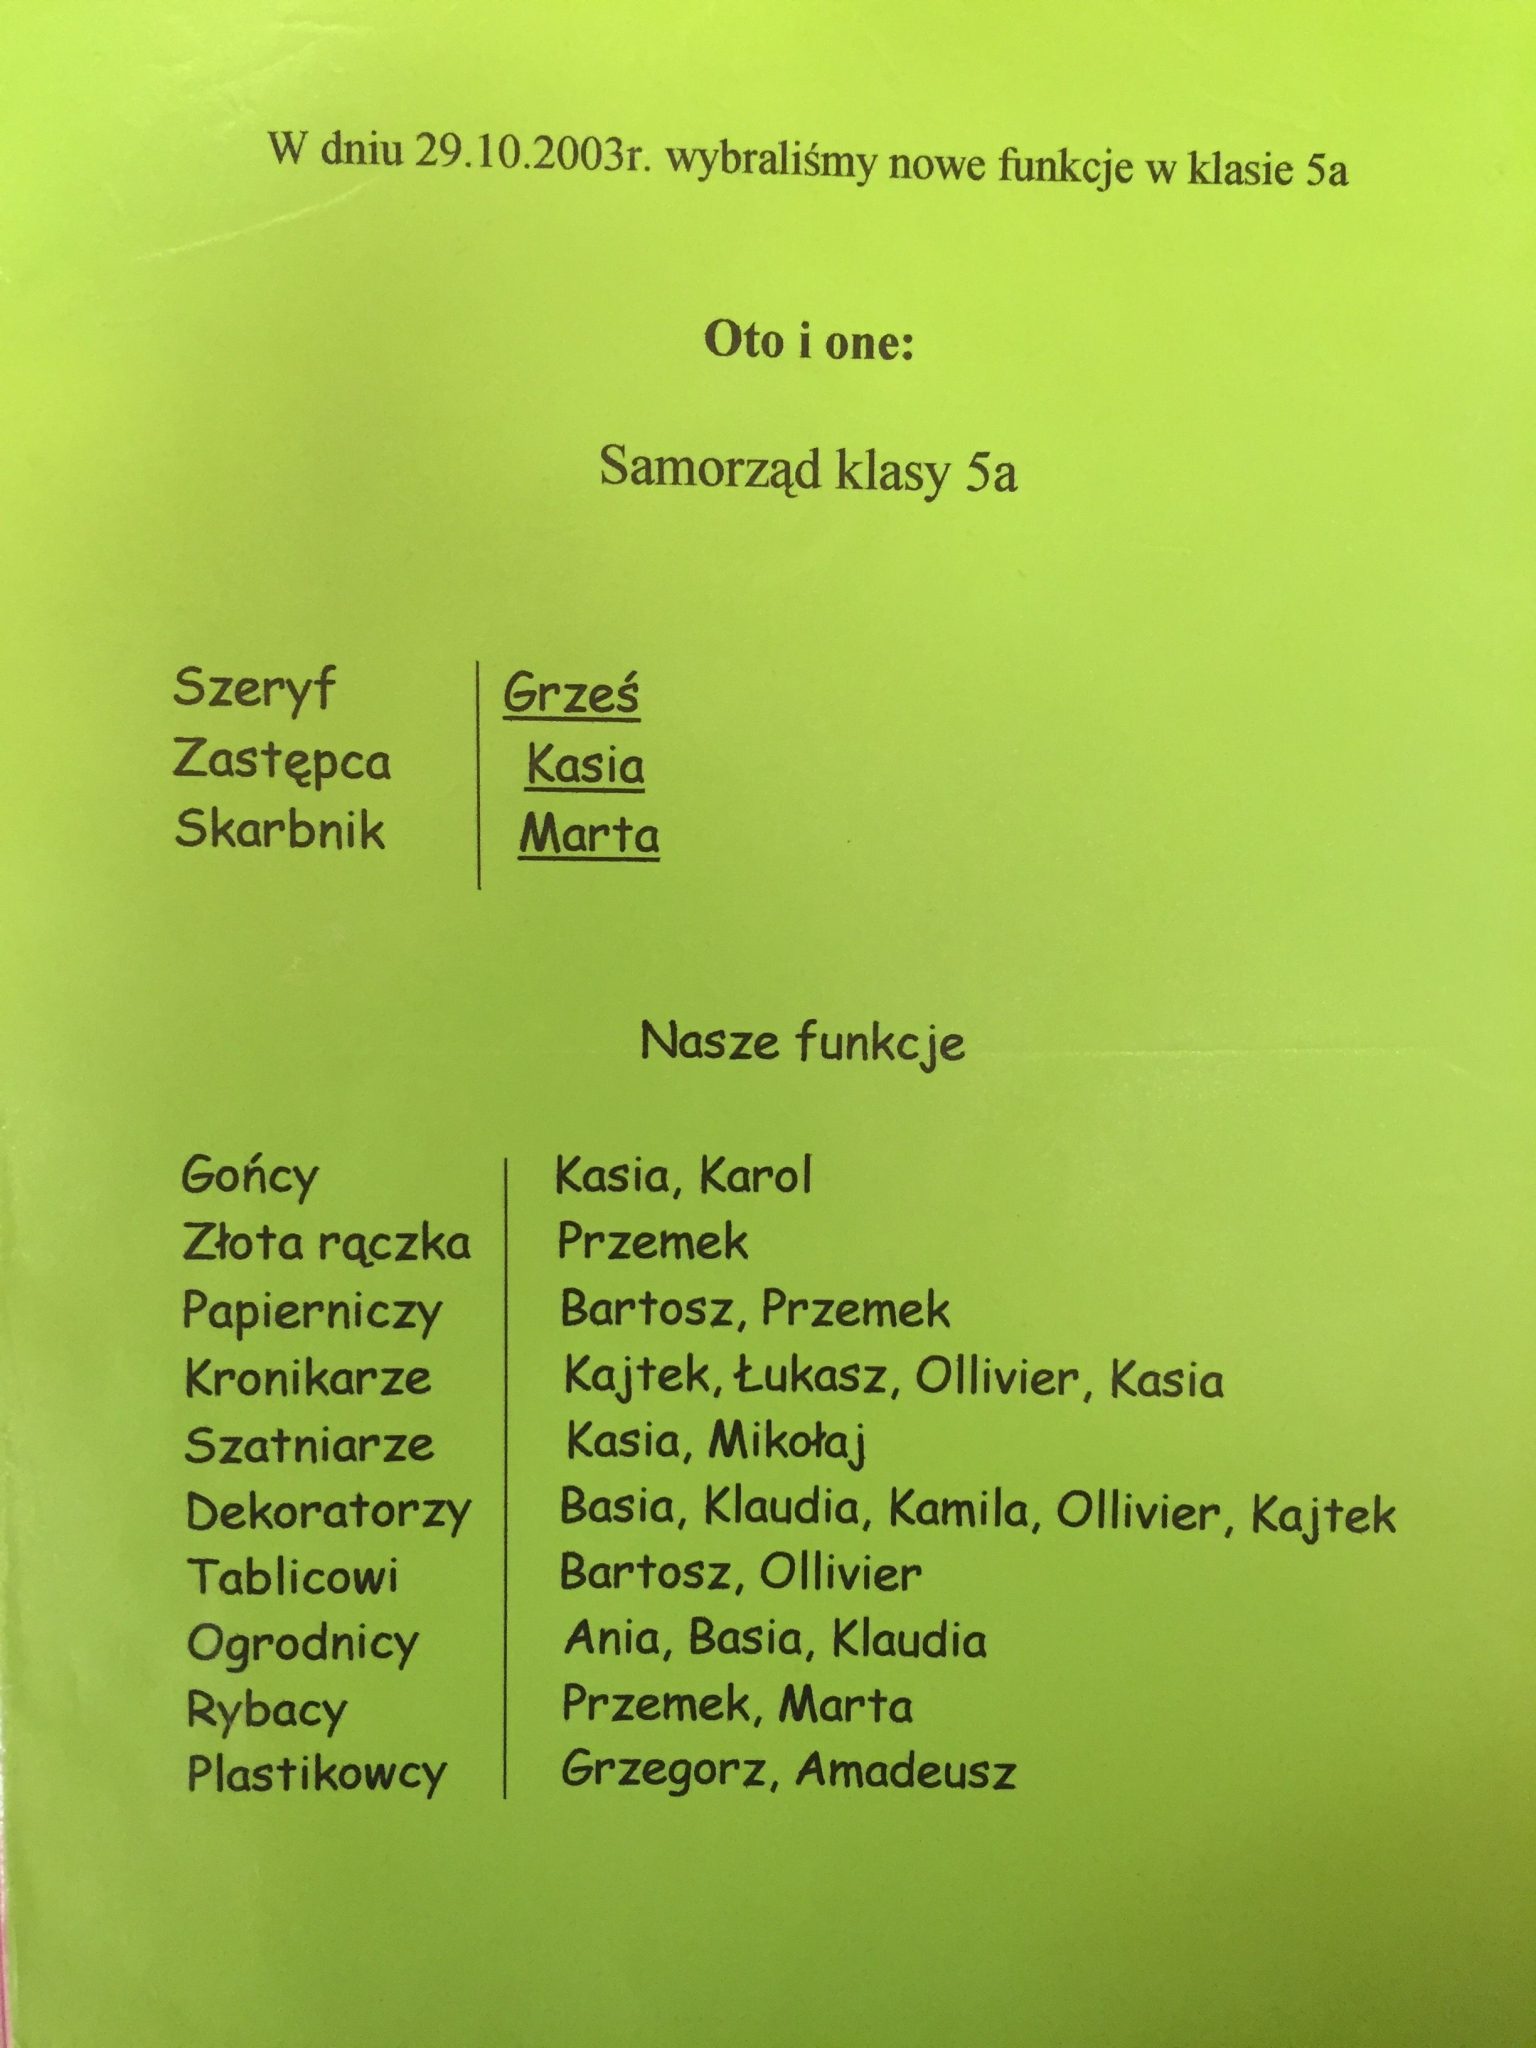 W dniu 29.10.2003r. wybraliśmy nowe funkcje w klasie 5a
Oto i one:
Samorząd klasy 5a
Szeryf Grześ
Zastępca Kasia
Skarbnik Marta
Nasze funkcje
Gońcy Kasia, Karol
Złota rączka Przemek
Papierniczy Bartosz, Przemek
Kronikarze Kajtek, Łukasz, Ollivier, Kasia
Szatniarze Kasia, Mikołaj
Dekoratorzy Basia, Klaudia, Kamila, Ollivier, Kajtek
Tablicowi Bartosz, Ollivier
Ogrodnicy Ania, Basia, Klaudia
Rybacy Przemek, Marta
Plastikowcy Grzegorz, Amadeusz